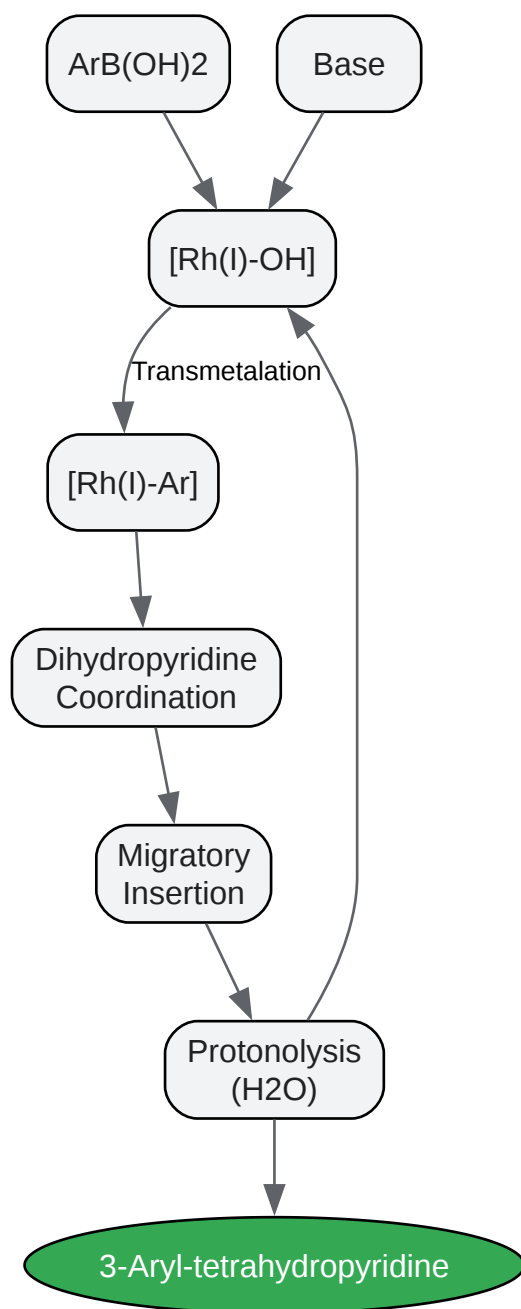 ArB(OH)2
Base
[Rh(I)-OH]
Transmetalation
[Rh(I)-Ar]
Dihydropyridine
Coordination
Migratory
Insertion
Protonolysis
(H2O)
3-Aryl-tetrahydropyridine